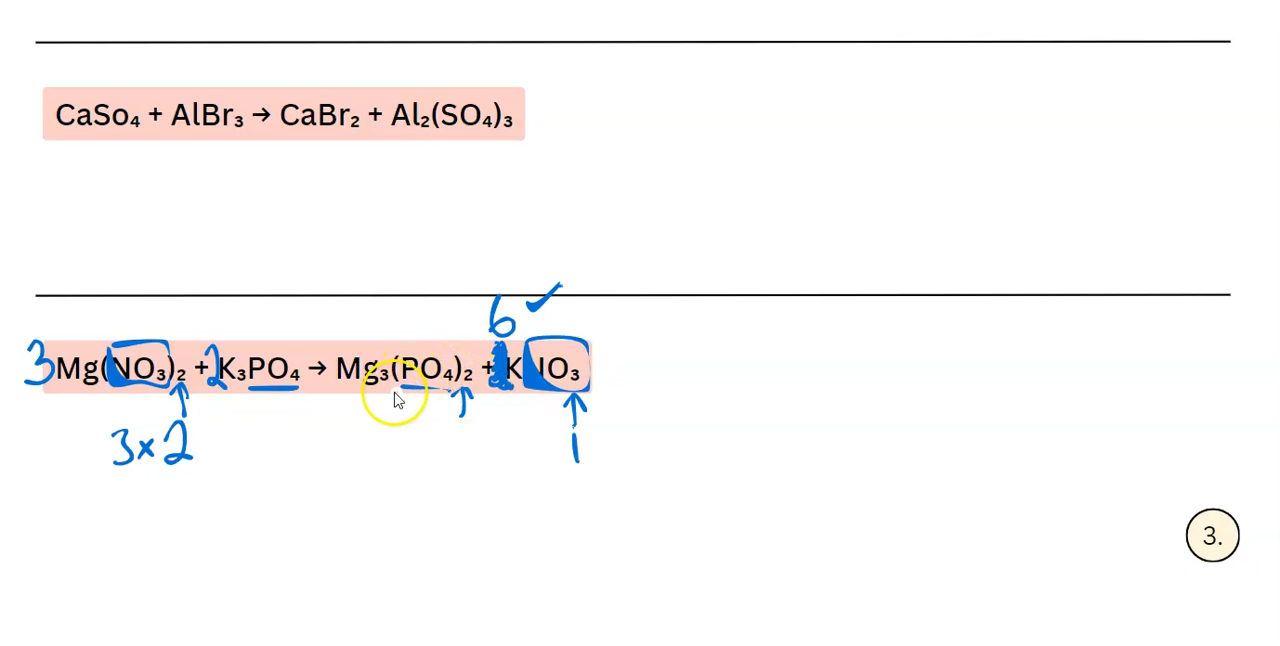 CaSo₄ + AlBr₃ → CaBr₂ + Al₂(SO₄)₃
6 ✓
3Mg(NO₃)₂ + 2K₃PO₄ → Mg₃(PO₄)₂ + KNO₃
3 × 2
1
3.